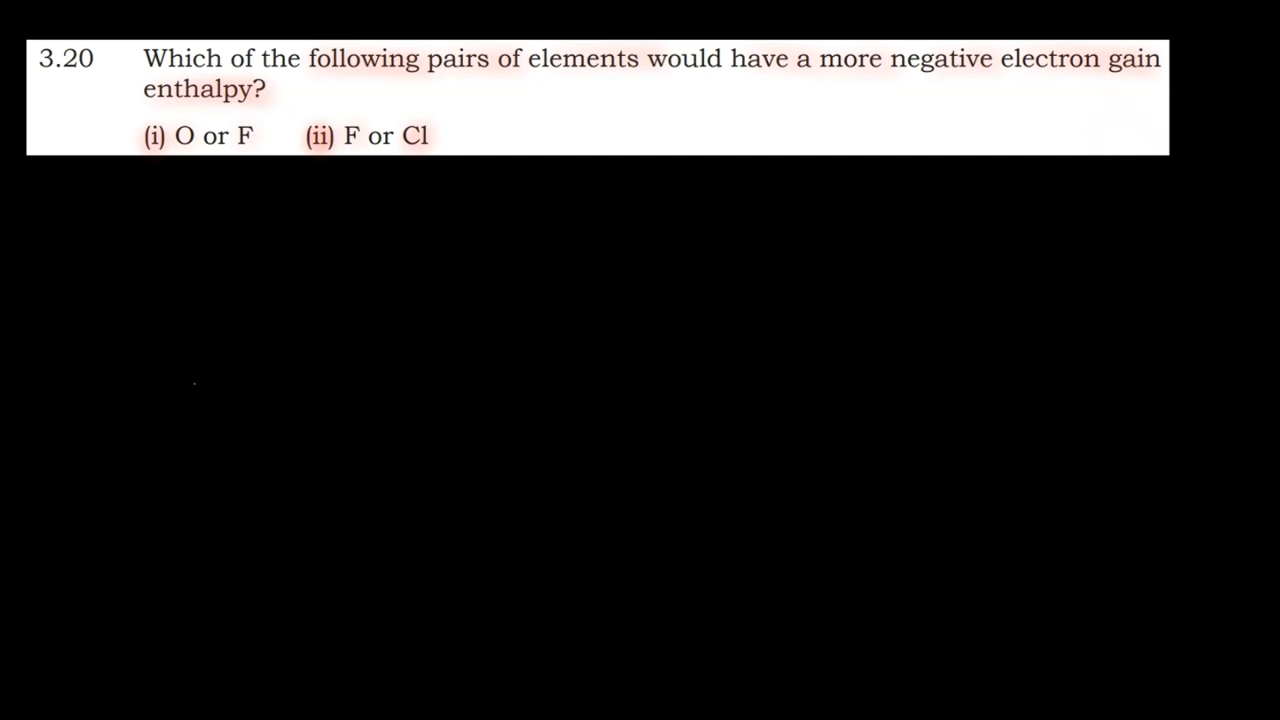 3.20 Which of the following pairs of elements would have a more negative electron gain
enthalpy?
(i) O or F (ii) F or Cl